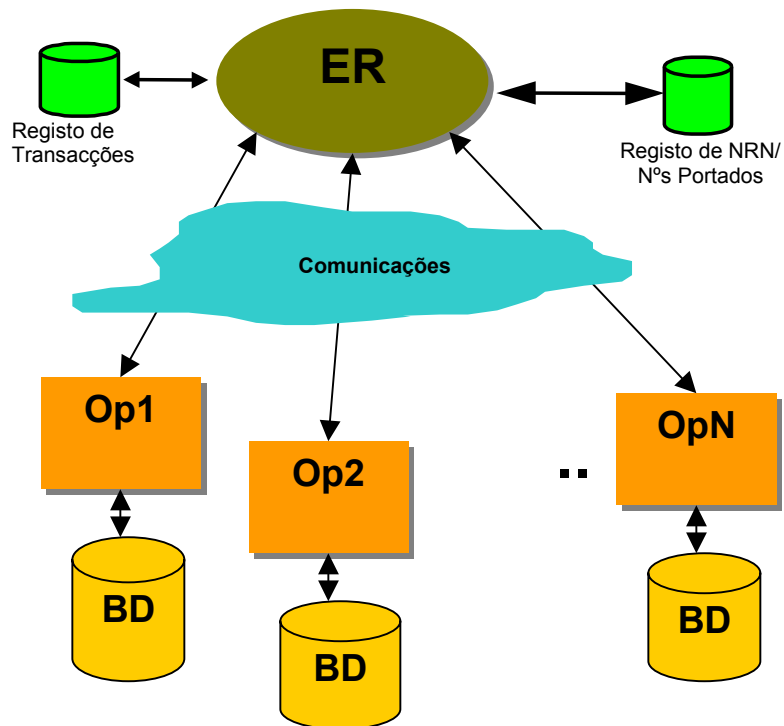 ER
Registo de
Transacções
Registo de NRN/
Nºs Portados
Comunicações
Op1
Op2
..
OpN
BD
BD
BD